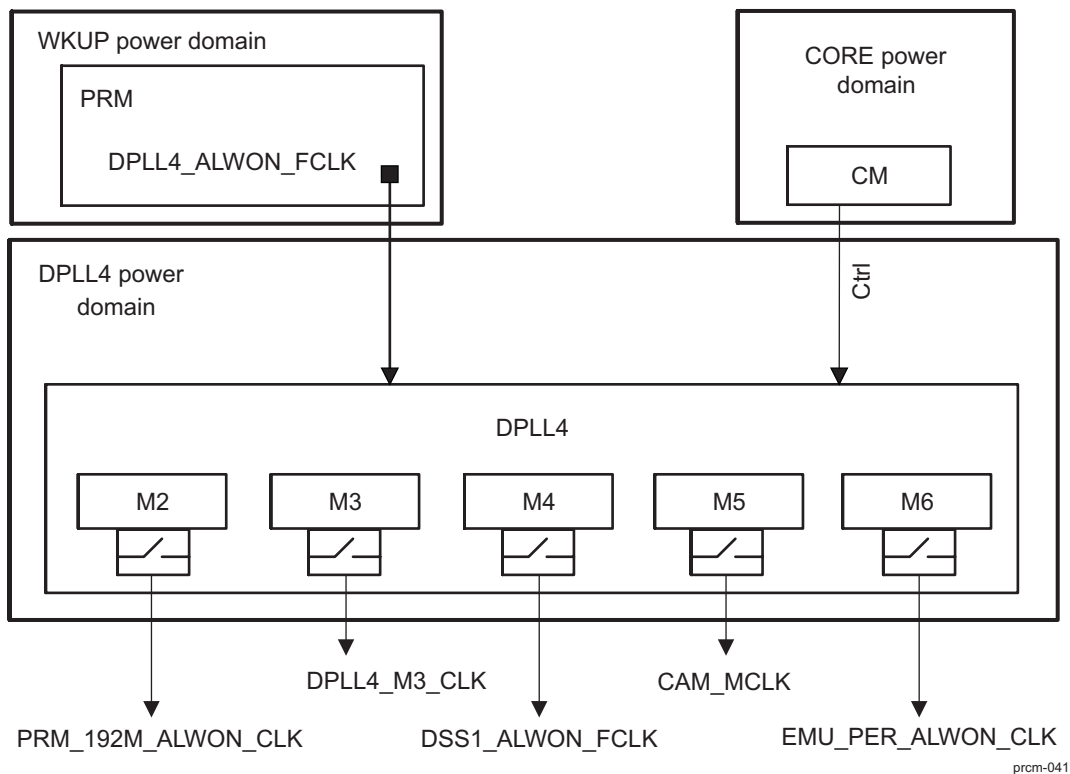 WKUP power domain
PRM
DPLL4_ALWON_FCLK
CORE power
domain
CM
Ctrl
DPLL4 power
domain
DPLL4
M2
M3
M4
M5
M6
DPLL4_M3_CLK
CAM_MCLK
PRM_192M_ALWON_CLK
DSS1_ALWON_FCLK
EMU_PER_ALWON_CLK
prcm-041